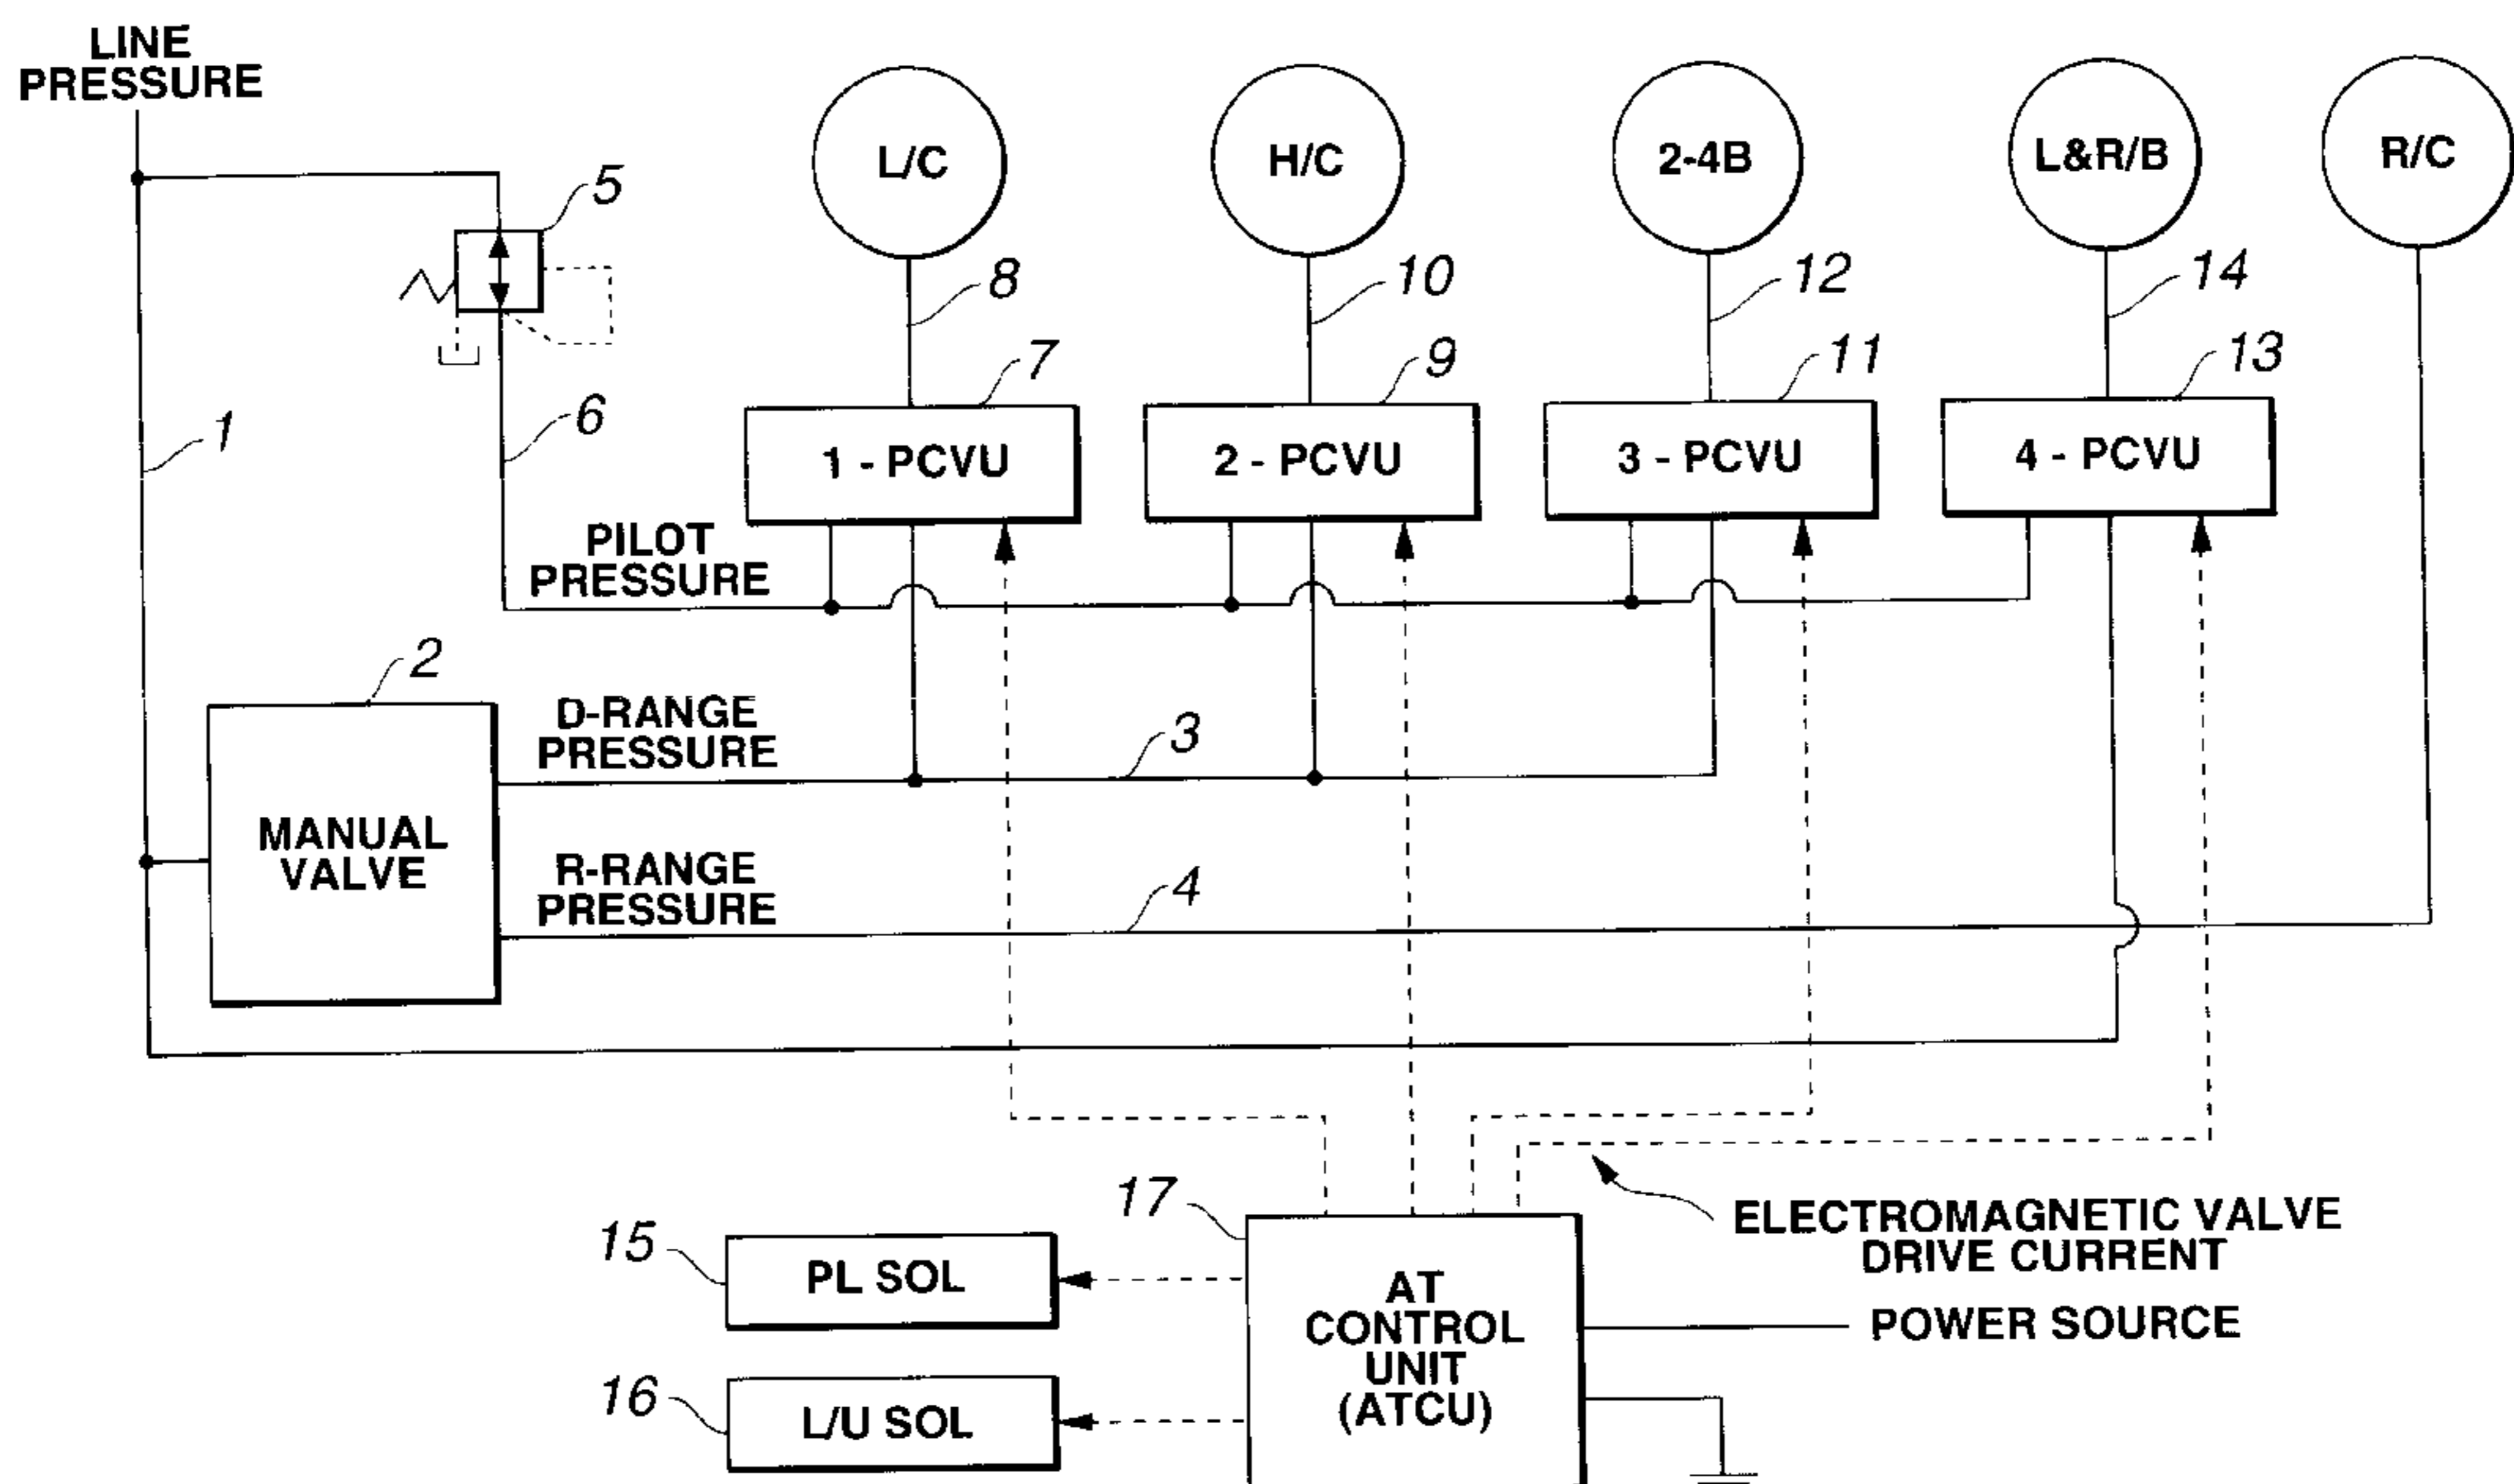 LINE
PRESSURE
L/C
H/C
2-4B
L&R/B
R/C
5
8
10
12
14
7
9
11
13
1
6
1 - PCVU
2 - PCVU
3 - PCVU
4 - PCVU
PILOT
PRESSURE
2
D-RANGE
PRESSURE
3
MANUAL
VALVE
R-RANGE
PRESSURE
4
17
15
PL SOL
16
L/U SOL
AT
CONTROL
UNIT
(ATCU)
ELECTROMAGNETIC VALVE
DRIVE CURRENT
POWER SOURCE